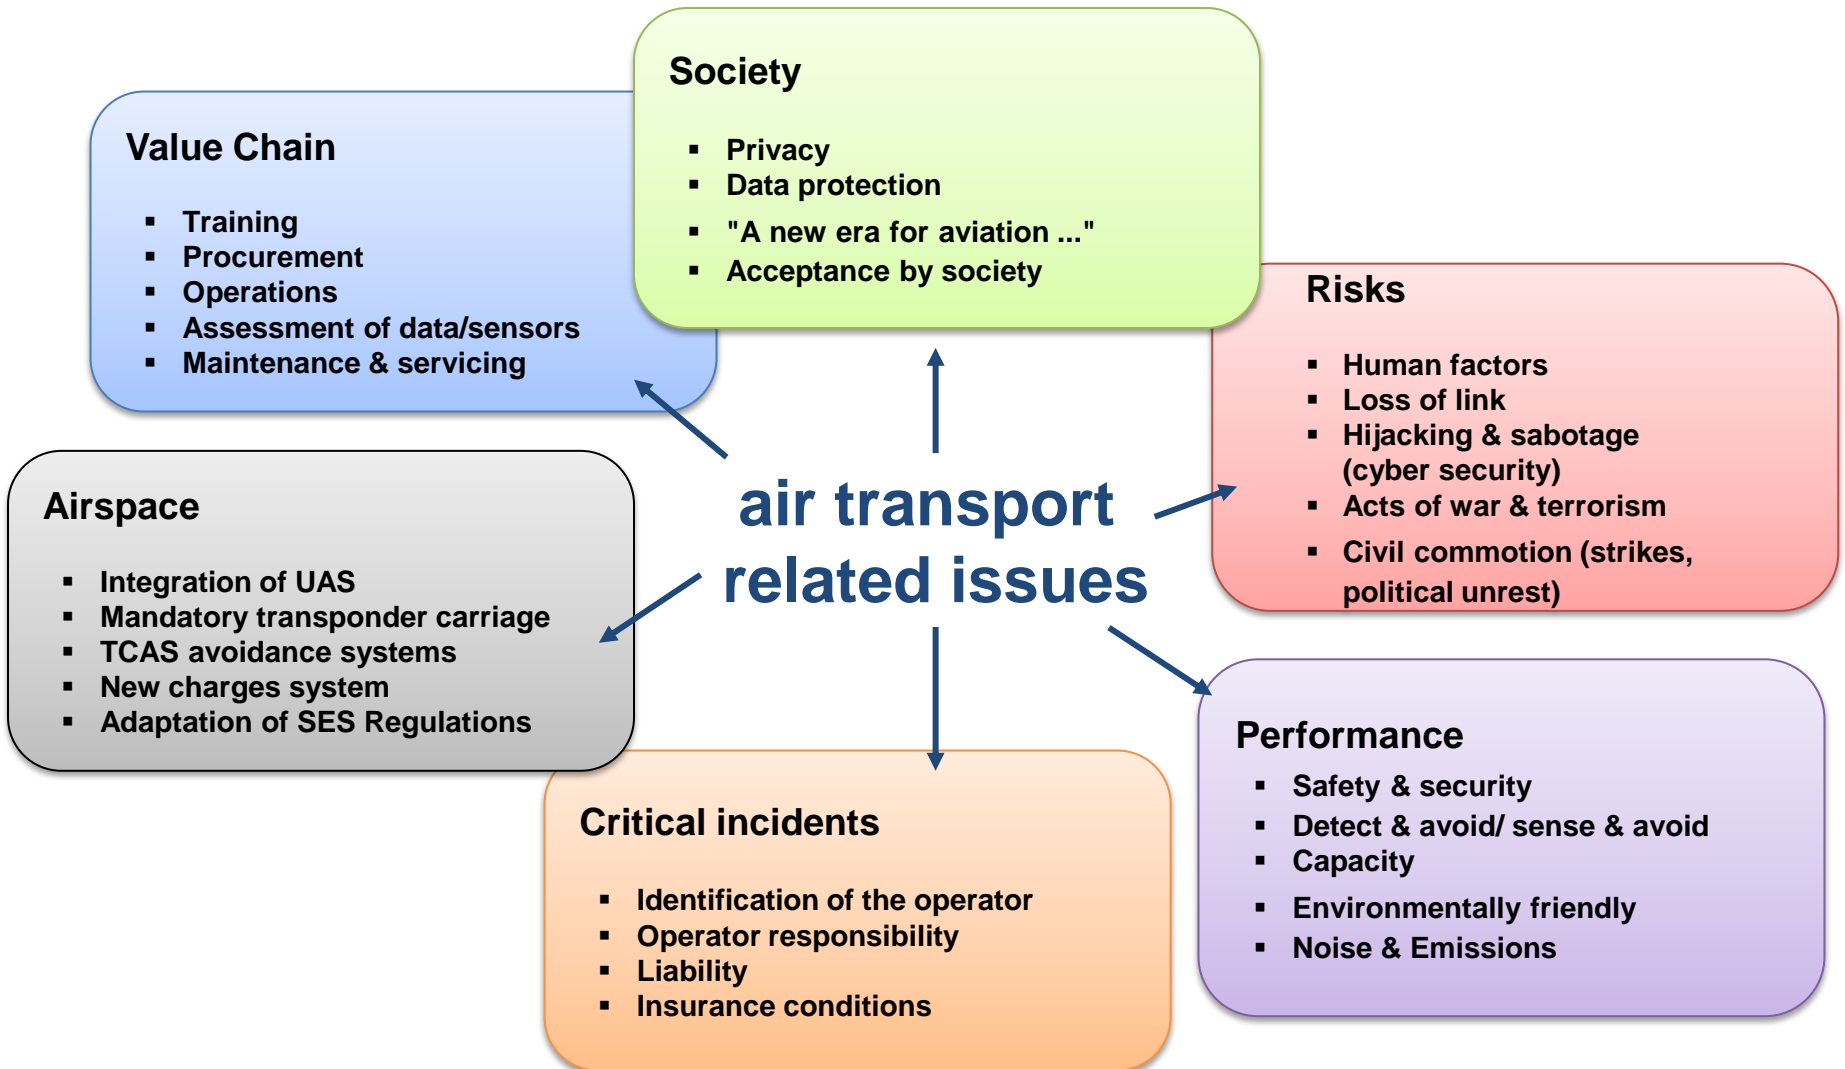 Society
▪ Privacy
▪ Data protection
▪ "A new era for aviation ..."
▪ Acceptance by society
Value Chain
▪ Training
▪ Procurement
▪ Operations
▪ Assessment of data/sensors
▪ Maintenance & servicing
Risks
▪ Human factors
▪ Loss of link
▪ Hijacking & sabotage
(cyber security)
▪ Acts of war & terrorism
▪ Civil commotion (strikes,
political unrest)
air transport
related issues
Airspace
▪ Integration of UAS
▪ Mandatory transponder carriage
▪ TCAS avoidance systems
▪ New charges system
▪ Adaptation of SES Regulations
Performance
▪ Safety & security
▪ Detect & avoid/ sense & avoid
▪ Capacity
▪ Environmentally friendly
▪ Noise & Emissions
Critical incidents
▪ Identification of the operator
▪ Operator responsibility
▪ Liability
▪ Insurance conditions